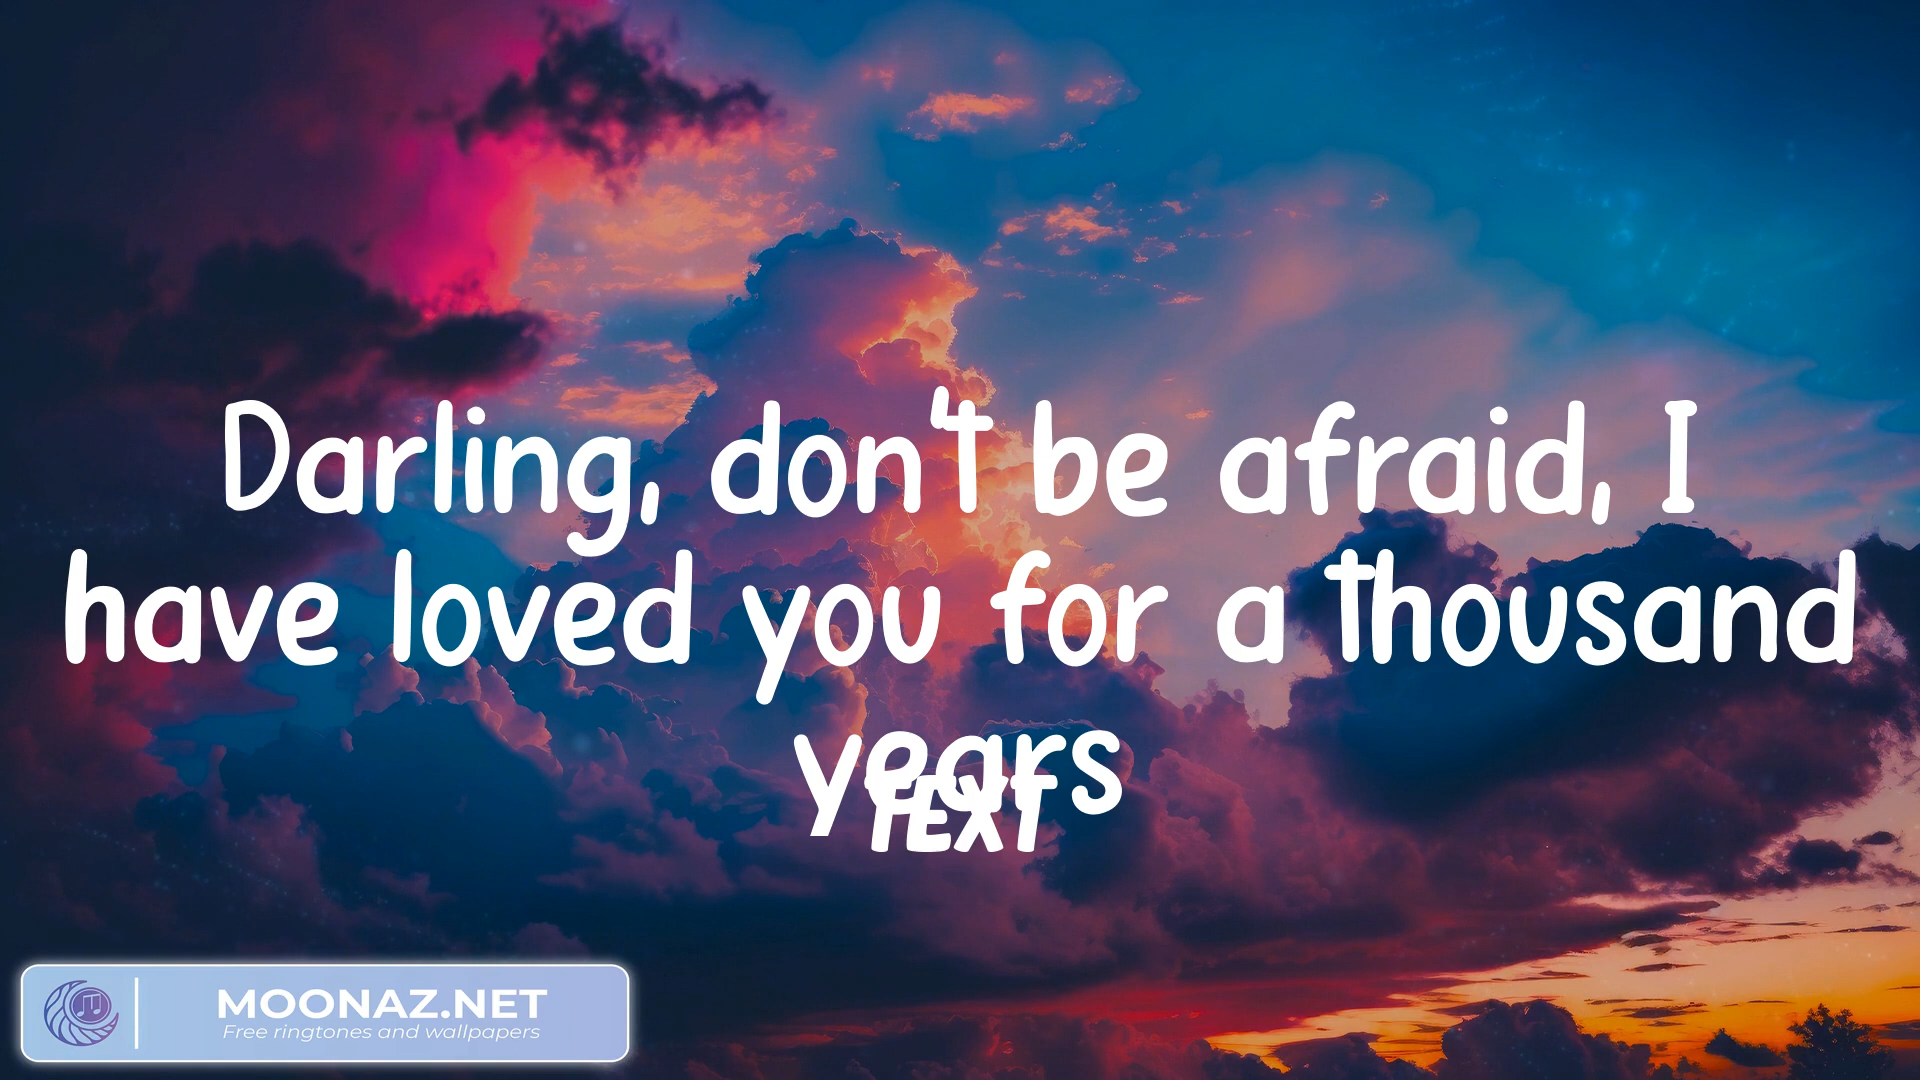 Darling, don't be afraid, I
have loved you for a thousand
years
TEXT
MOONAZ.NET
Free ringtones and wallpapers